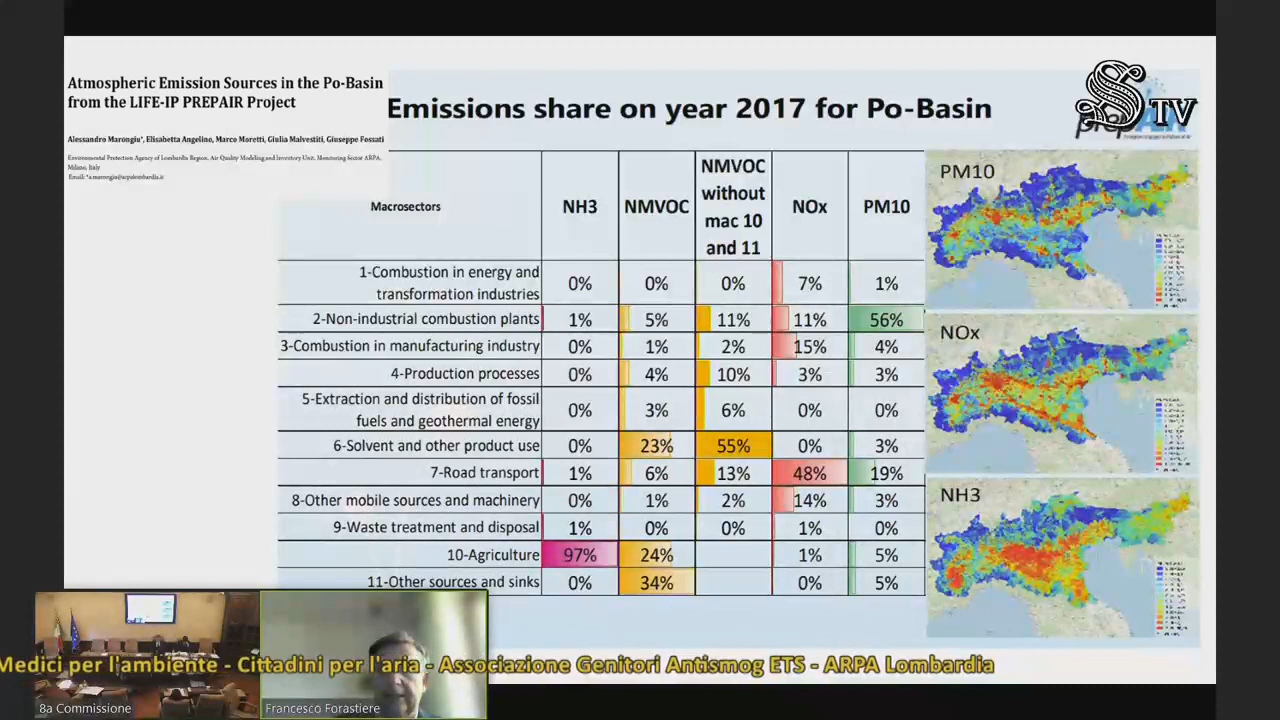 Atmospheric Emission Sources in the Po-Basin
from the LIFE-IP PREPAIR Project
Alessandro Marongiu*, Elisabetta Angelino, Marco Moretti, Giulia Malvestiti, Giuseppe Fossati
Environmental Protection Agency of Lombardia Region, Air Quality Modeling and Inventory Unit, Monitoring Sector ARPA,
Milano, Italy
Email: *a.marongiu@arpalombardia.it
Emissions share on year 2017 for Po-Basin
S TV
prepAIR
Macrosectors NH3 NMVOC NMVOC without mac 10 and 11 NOx PM10
1-Combustion in energy and
transformation industries 0% 0% 0% 7% 1%
2-Non-industrial combustion plants 1% 5% 11% 11% 56%
3-Combustion in manufacturing industry 0% 1% 2% 15% 4%
4-Production processes 0% 4% 10% 3% 3%
5-Extraction and distribution of fossil
fuels and geothermal energy 0% 3% 6% 0% 0%
6-Solvent and other product use 0% 23% 55% 0% 3%
7-Road transport 1% 6% 13% 48% 19%
8-Other mobile sources and machinery 0% 1% 2% 14% 3%
9-Waste treatment and disposal 1% 0% 0% 1% 0%
10-Agriculture 97% 24% 1% 5%
11-Other sources and sinks 0% 34% 0% 5%
PM10
NOx
NH3
Medici per l'ambiente - Cittadini per l'aria - Associazione Genitori Antismog ETS - ARPA Lombardia
8a Commissione
Francesco Forastiere